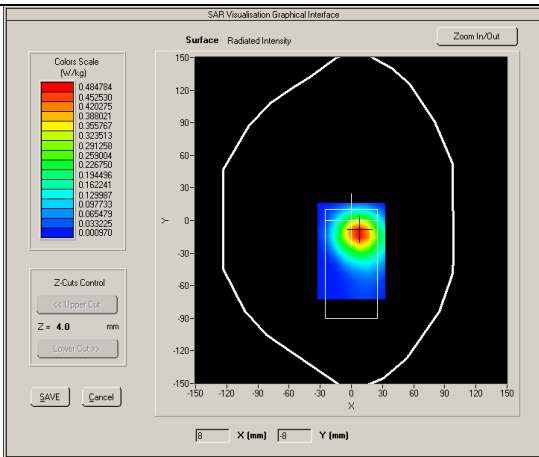 SAR Visualisation Graphical Interface
Surface Radiated Intensity
Zoom In/Out
Colors Scale
(W/kg)
0.484784
0.452530
0.420275
0.388021
0.355767
0.323513
0.291258
0.259004
0.226750
0.194496
0.162241
0.129987
0.097733
0.065479
0.033225
0.000970
Z-Cuts Control
<< Upper Cut
Z = 4.0 mm
Lower Cut >>
SAVE Cancel
150
120
90
60
30
0
-30
-60
-90
-120
-150
Y
-150 -120 -90 -60 -30 0 30 60 90 120 150
X
8 X (mm) -8 Y (mm)